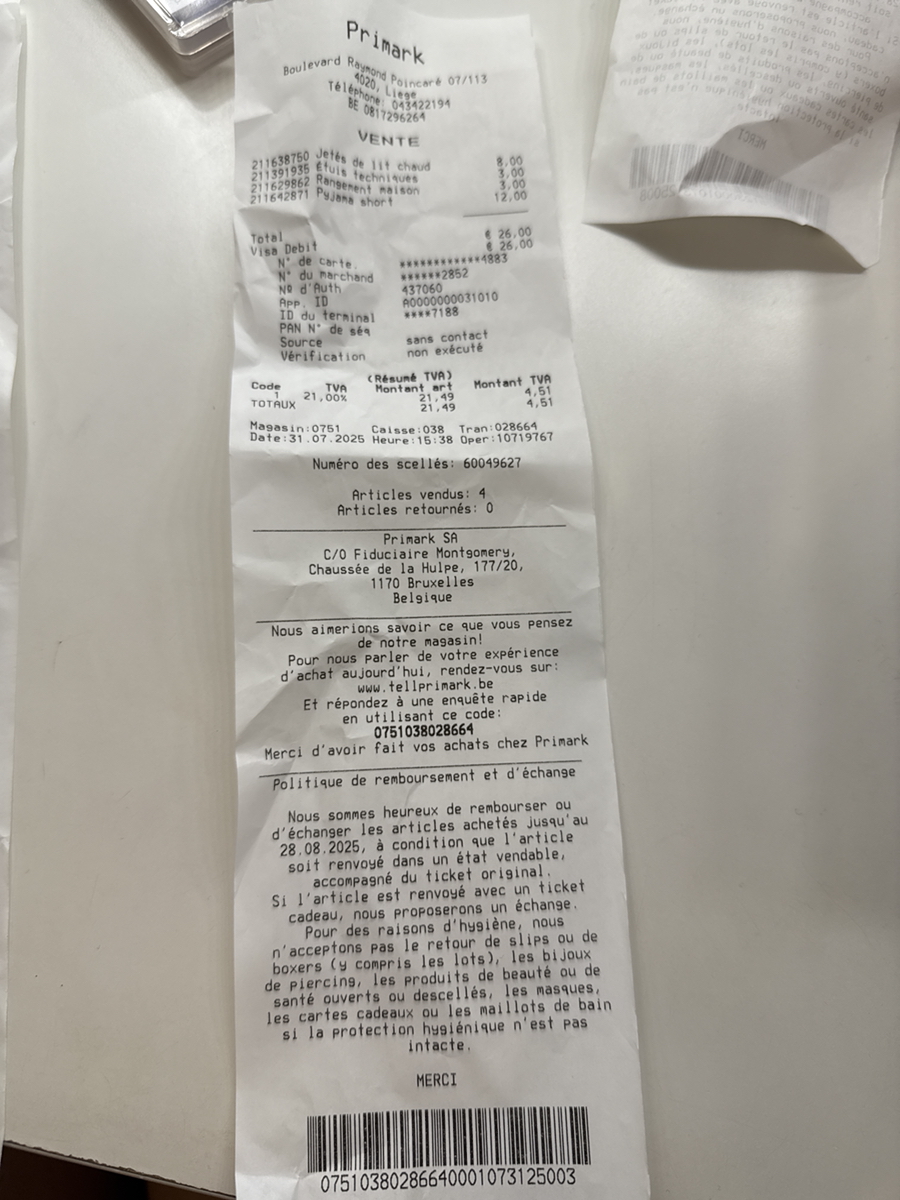 Primark
Boulevard Raymond Poincaré 07/113
4020, Liege
Téléphone: 043422194
BE 0817296264
VENTE
211638750 Jetés de lit chaud 8,00
211391935 Étuis techniques 3,00
211629862 Rangement maison 3,00
211642871 Pyjama short 12,00
Total € 26,00
Visa Debit € 26,00
N° de carte. ************4883
N° du marchand ******2852
Nº d'Auth 437060
App. ID A0000000031010
ID du terminal ****7188
PAN N° de séq
Source sans contact
Vérification non exécuté
(Résumé TVA)
Code TVA Montant art Montant TVA
1 21,00% 21,49 4,51
TOTAUX 21,49 4,51
Magasin:0751 Caisse:038 Tran:028664
Date:31.07.2025 Heure:15:38 Oper:10719767
Numéro des scellés: 60049627
Articles vendus: 4
Articles retournés: 0
Primark SA
C/O Fiduciaire Montgomery,
Chaussée de la Hulpe, 177/20,
1170 Bruxelles
Belgique
Nous aimerions savoir ce que vous pensez
de notre magasin!
Pour nous parler de votre expérience
d'achat aujourd'hui, rendez-vous sur:
www.tellprimark.be
Et répondez à une enquête rapide
en utilisant ce code:
0751038028664
Merci d'avoir fait vos achats chez Primark
Politique de remboursement et d'échange
Nous sommes heureux de rembourser ou
d'échanger les articles achetés jusqu'au
28.08.2025, à condition que l'article
soit renvoyé dans un état vendable,
accompagné du ticket original.
Si l'article est renvoyé avec un ticket
cadeau, nous proposerons un échange.
Pour des raisons d'hygiène, nous
n'acceptons pas le retour de slips ou de
boxers (y compris les lots), les bijoux
de piercing, les produits de beauté ou de
santé ouverts ou descellés, les masques,
les cartes cadeaux ou les maillots de bain
si la protection hygiénique n'est pas
intacte.
MERCI
07510380286640001073125003